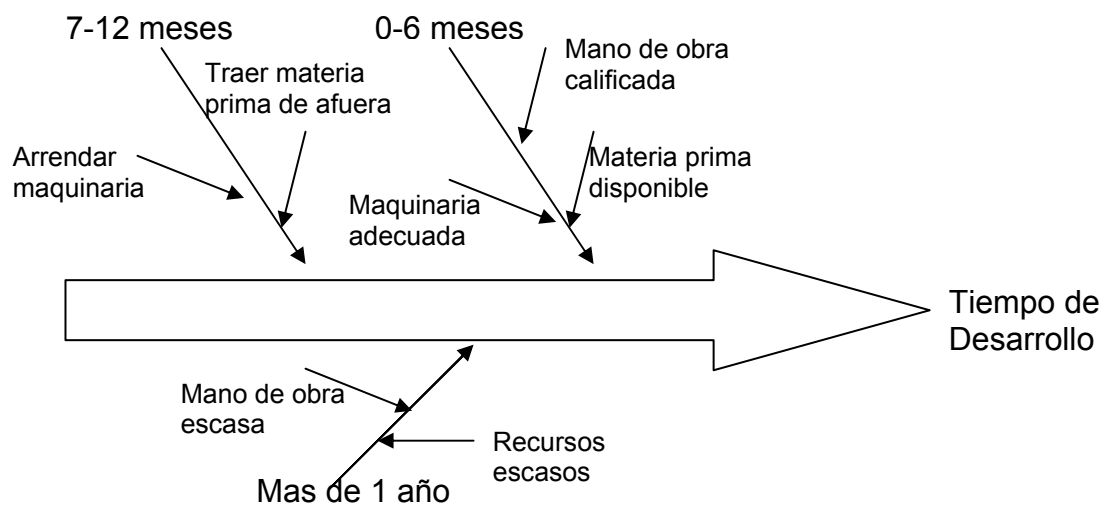 7-12 meses
0-6 meses
Mano de obra
calificada
Traer materia
prima de afuera
Arrendar
maquinaria
Materia prima
disponible
Maquinaria
adecuada
Tiempo de
Desarrollo
Mano de obra
escasa
Recursos
escasos
Mas de 1 año